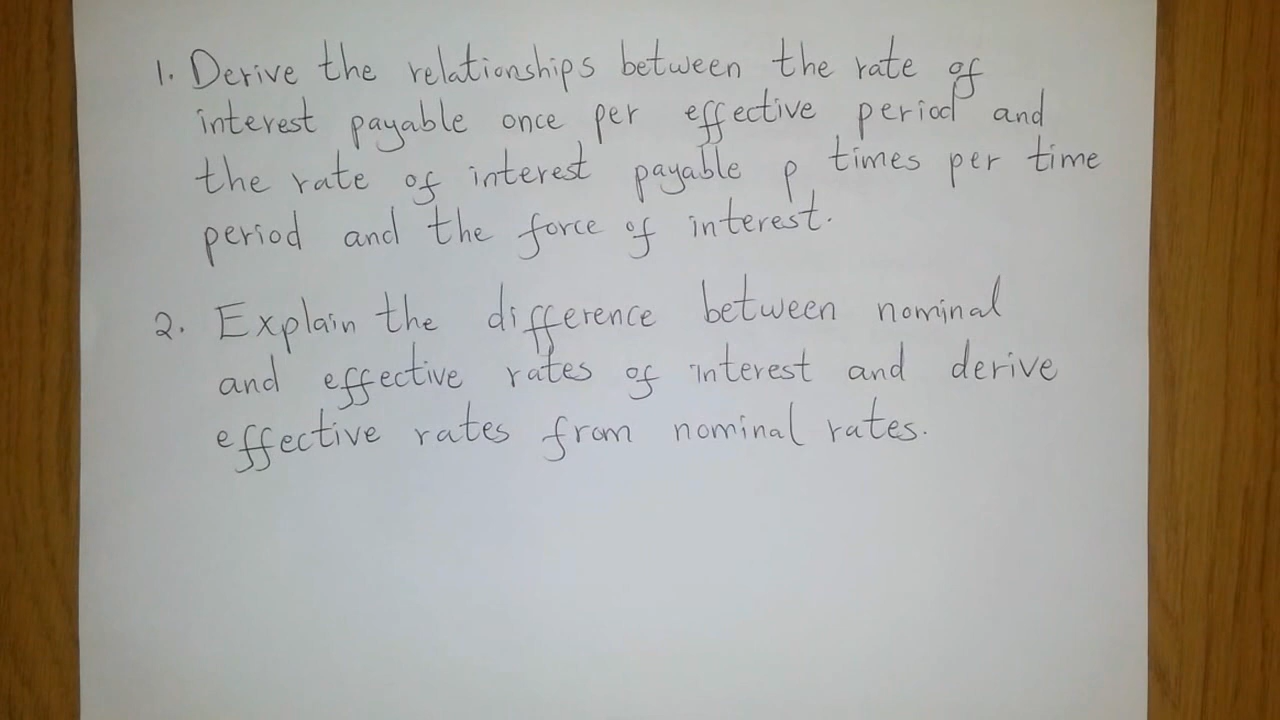 1. Derive the relationships between the rate of
interest payable once per effective period and
the rate of interest payable p times per time
period and the force of interest.
2. Explain the difference between nominal
and effective rates of interest and derive
effective rates from nominal rates.